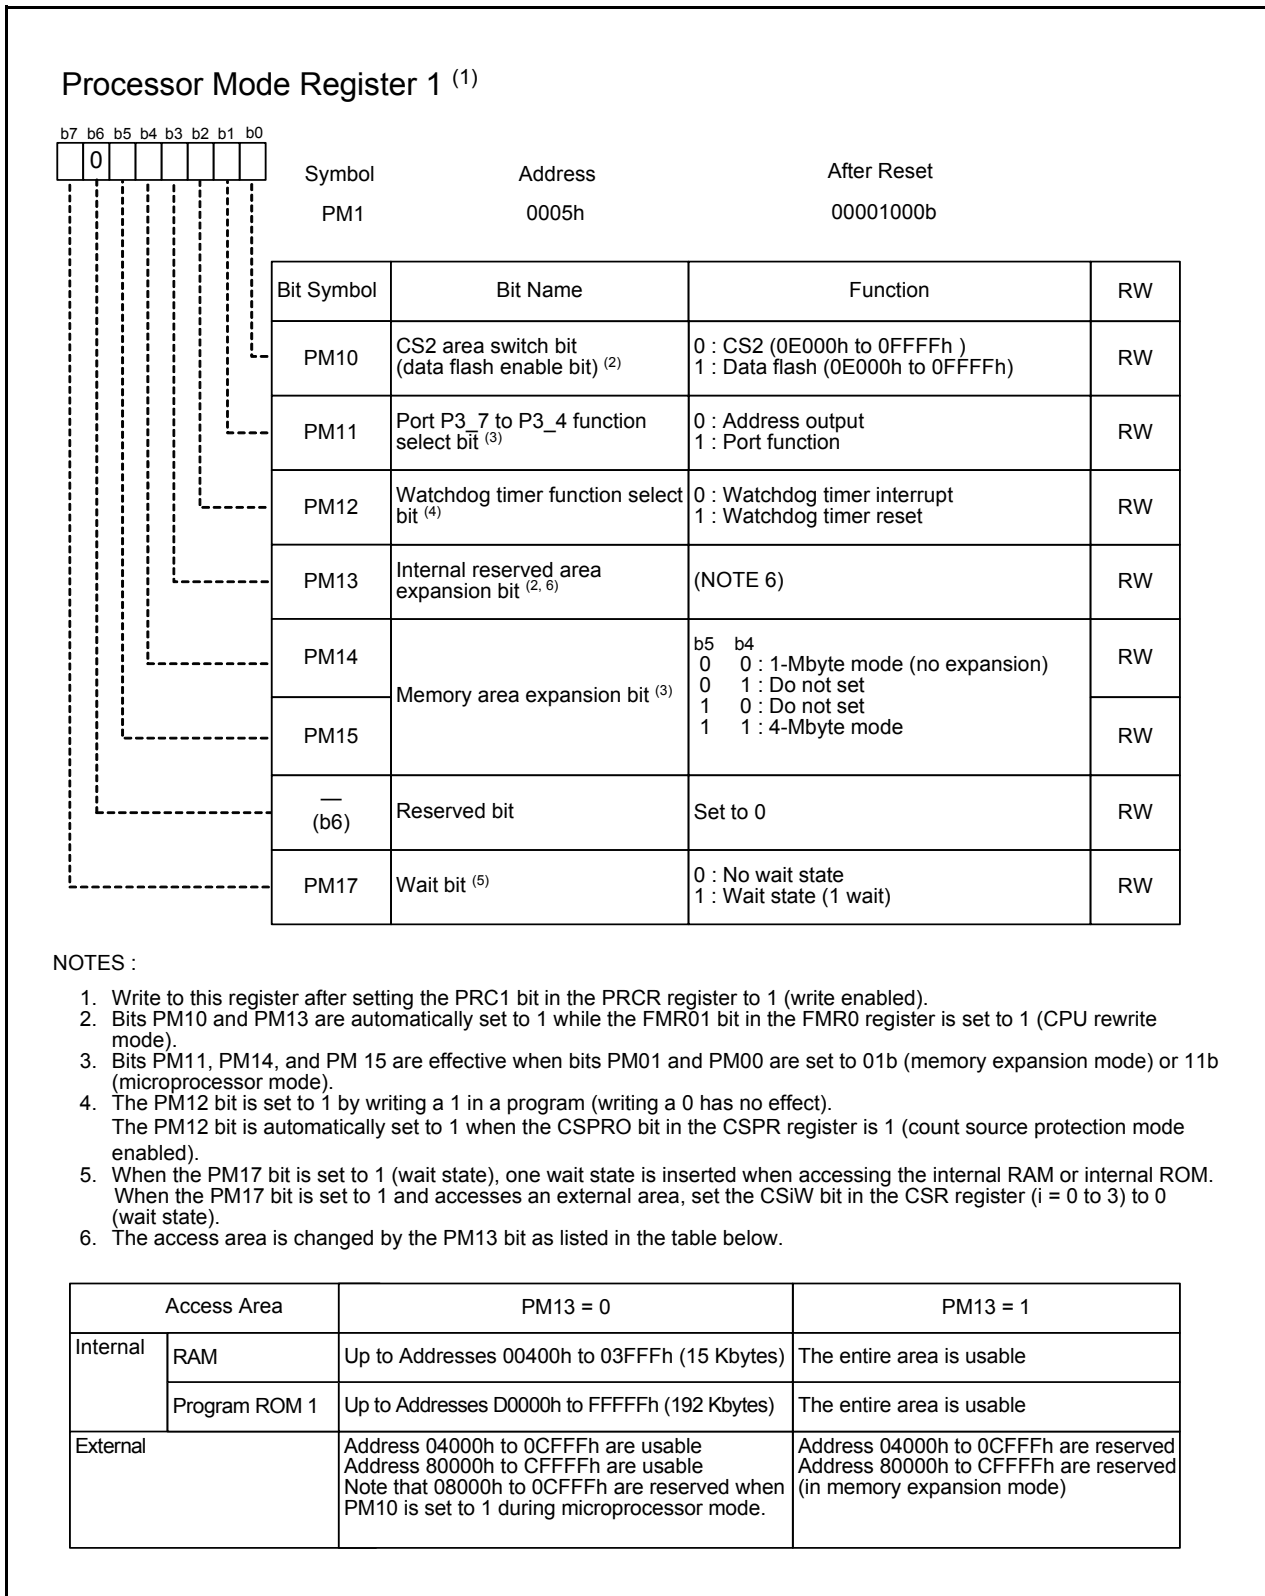 Processor Mode Register 1 (1)
b7 b6 b5 b4 b3 b2 b1 b0
0
Symbol Address After Reset
PM1 0005h 00001000b
Bit Symbol Bit Name Function RW
PM10 CS2 area switch bit (data flash enable bit) (2) 0 : CS2 (0E000h to 0FFFFh ) RW
1 : Data flash (0E000h to 0FFFFh)
PM11 Port P3_7 to P3_4 function select bit (3) 0 : Address output RW
1 : Port function
PM12 Watchdog timer function select bit (4) 0 : Watchdog timer interrupt RW
1 : Watchdog timer reset
PM13 Internal reserved area expansion bit (2, 6) (NOTE 6) RW
PM14 Memory area expansion bit (3) b5 b4 RW
0 0 : 1-Mbyte mode (no expansion)
0 1 : Do not set
1 0 : Do not set
1 1 : 4-Mbyte mode
PM15 RW
— (b6) Reserved bit Set to 0 RW
PM17 Wait bit (5) 0 : No wait state RW
1 : Wait state (1 wait)
NOTES :
1. Write to this register after setting the PRC1 bit in the PRCR register to 1 (write enabled).
2. Bits PM10 and PM13 are automatically set to 1 while the FMR01 bit in the FMR0 register is set to 1 (CPU rewrite
mode).
3. Bits PM11, PM14, and PM 15 are effective when bits PM01 and PM00 are set to 01b (memory expansion mode) or 11b
(microprocessor mode).
4. The PM12 bit is set to 1 by writing a 1 in a program (writing a 0 has no effect).
The PM12 bit is automatically set to 1 when the CSPRO bit in the CSPR register is 1 (count source protection mode
enabled).
5. When the PM17 bit is set to 1 (wait state), one wait state is inserted when accessing the internal RAM or internal ROM.
When the PM17 bit is set to 1 and accesses an external area, set the CSiW bit in the CSR register (i = 0 to 3) to 0
(wait state).
6. The access area is changed by the PM13 bit as listed in the table below.
Access Area PM13 = 0 PM13 = 1
Internal RAM Up to Addresses 00400h to 03FFFh (15 Kbytes) The entire area is usable
Program ROM 1 Up to Addresses D0000h to FFFFFh (192 Kbytes) The entire area is usable
External
Address 04000h to 0CFFFh are usable
Address 80000h to CFFFFh are usable
Note that 08000h to 0CFFFh are reserved when
PM10 is set to 1 during microprocessor mode.
Address 04000h to 0CFFFh are reserved
Address 80000h to CFFFFh are reserved
(in memory expansion mode)